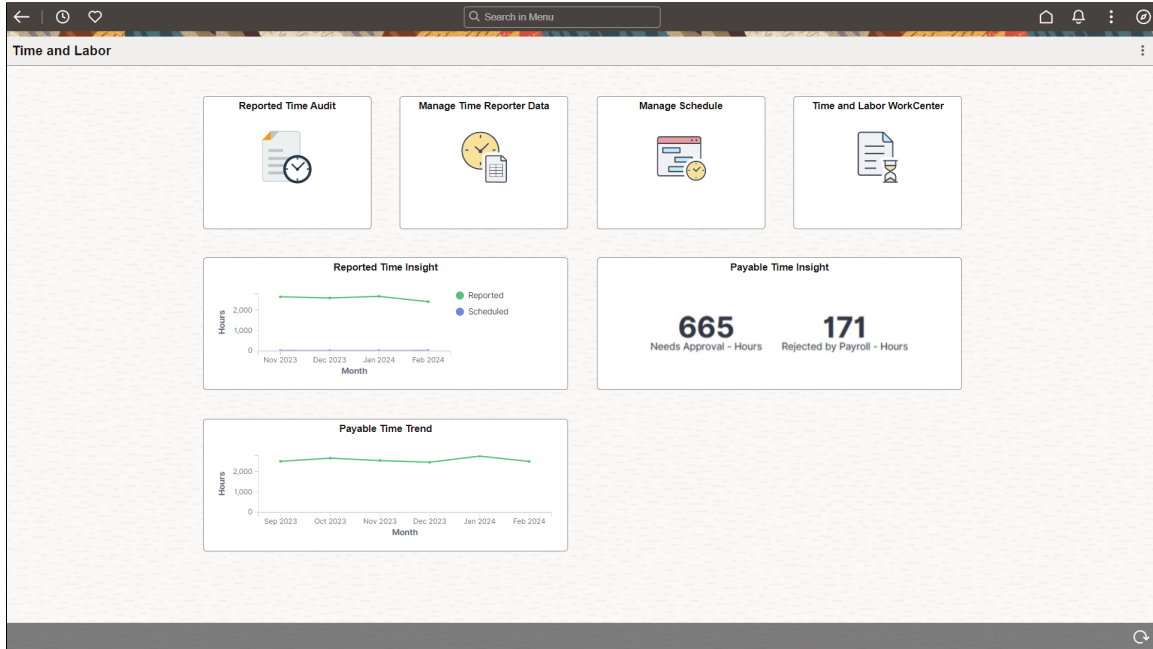 Search in Menu
Time and Labor
Reported Time Audit
Manage Time Reporter Data
Manage Schedule
Time and Labor WorkCenter
Reported Time Insight
Hours
2,000
1,000
0
Nov 2023 Dec 2023 Jan 2024 Feb 2024
Month
Reported
Scheduled
Payable Time Insight
665 171
Needs Approval - Hours Rejected by Payroll - Hours
Payable Time Trend
Hours
2,000
1,000
0
Sep 2023 Oct 2023 Nov 2023 Dec 2023 Jan 2024 Feb 2024
Month